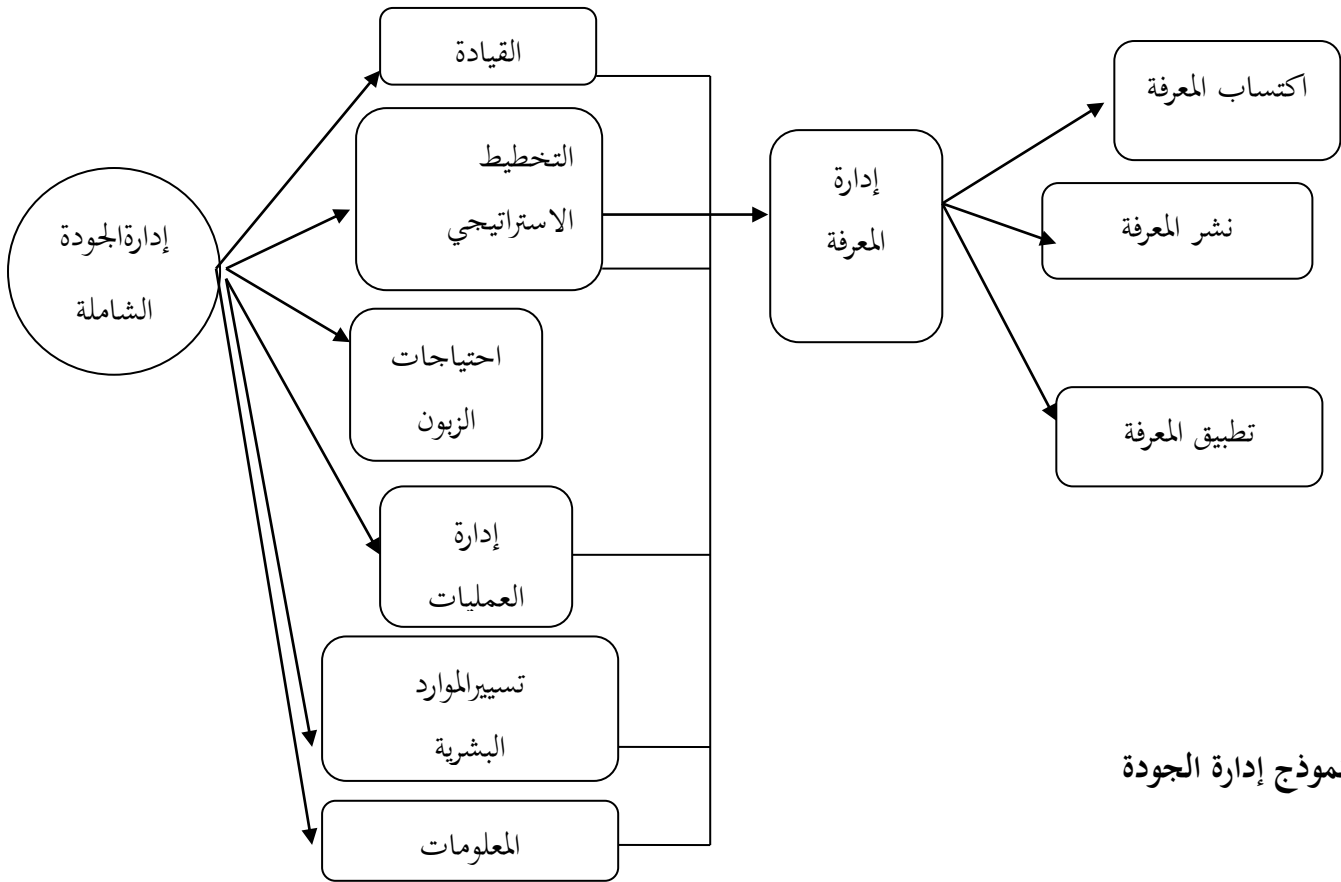 القيادة
التخطيط
الاستراتيجي
إدارةالجودة
الشاملة
احتياجات
الزبون
إدارة
العمليات
تسييرالموارد
البشرية
المعلومات
إدارة
المعرفة
اكتساب المعرفة
نشر المعرفة
تطبيق المعرفة
موذج إدارة الجودة